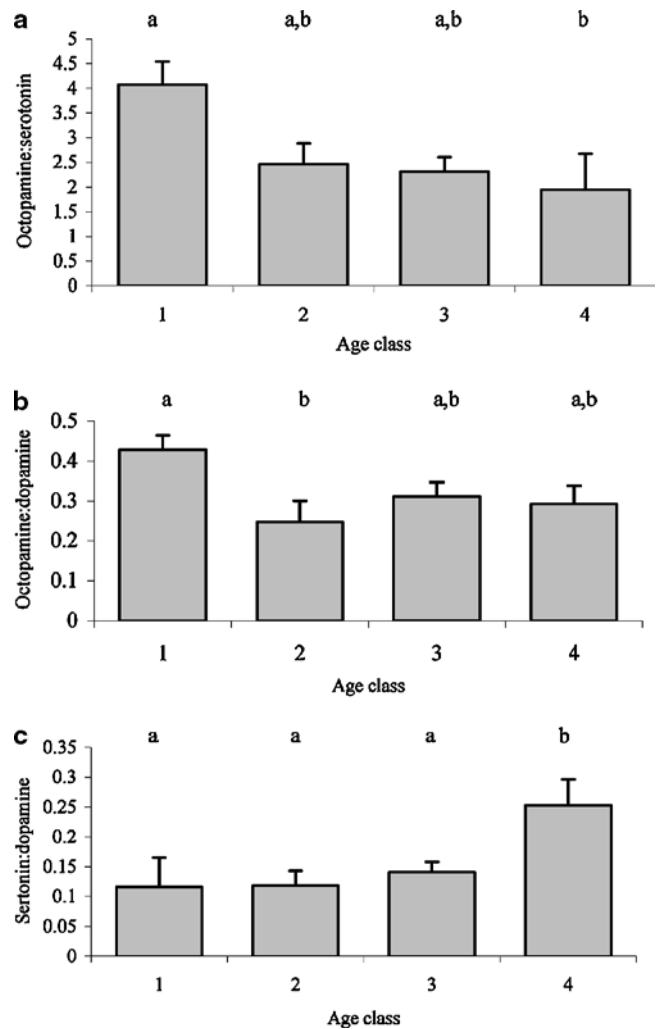 a
a a,b a,b b
5
4.5
4
3.5
3
2.5
2
1.5
1
0.5
0
Octopamine:serotonin
1 2 3 4
Age class
b
a b a,b a,b
0.5
0.4
0.3
0.2
0.1
0
Octopamine:dopamine
1 2 3 4
Age class
c
a a a b
0.35
0.3
0.25
0.2
0.15
0.1
0.05
0
Sertonin:dopamine
1 2 3 4
Age class